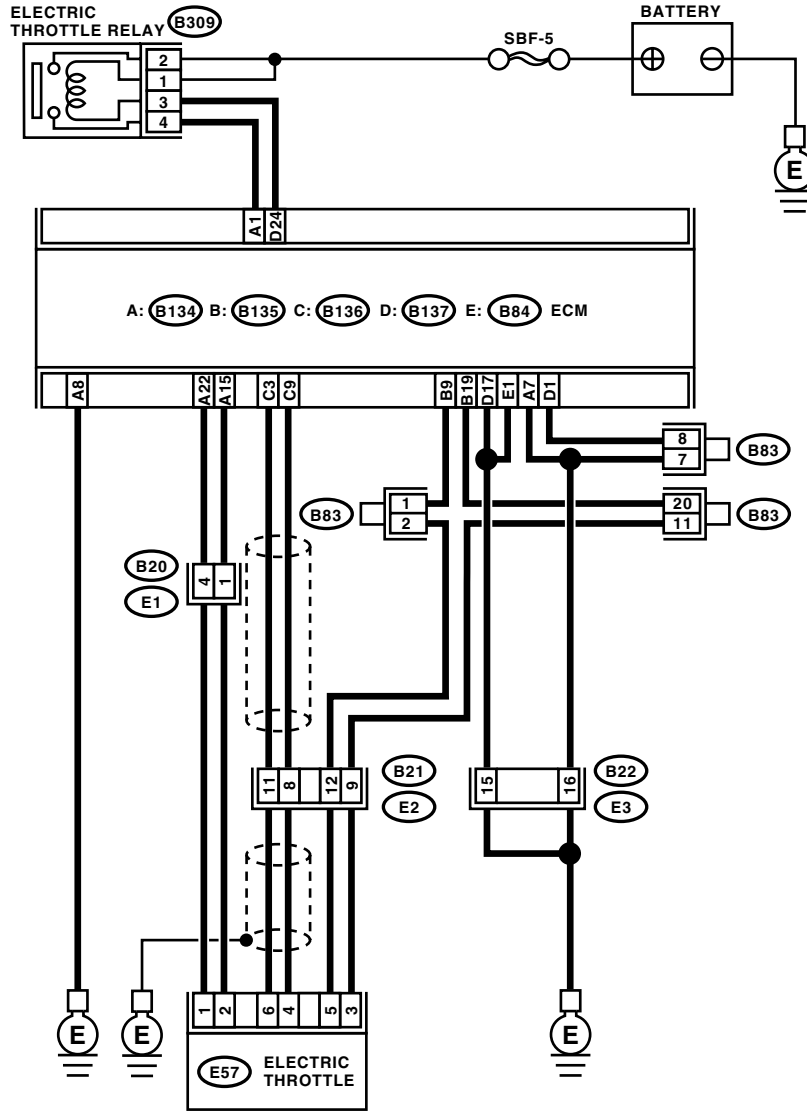 ELECTRIC
THROTTLE RELAY B309
BATTERY
SBF-5
2
1
3
4
E
A1 D24
A: B134 B: B135 C: B136 D: B137 E: B84 ECM
A8 A22 A15 C3 C9 B9 B19 D17 E1 A7 D1
8
7
B83
B83
1
2
20
11
B83
B20
E1
4 1
11 8 12 9
B21
E2
15 16
B22
E3
E E E
1 2 6 4 5 3
E57 ELECTRIC
THROTTLE